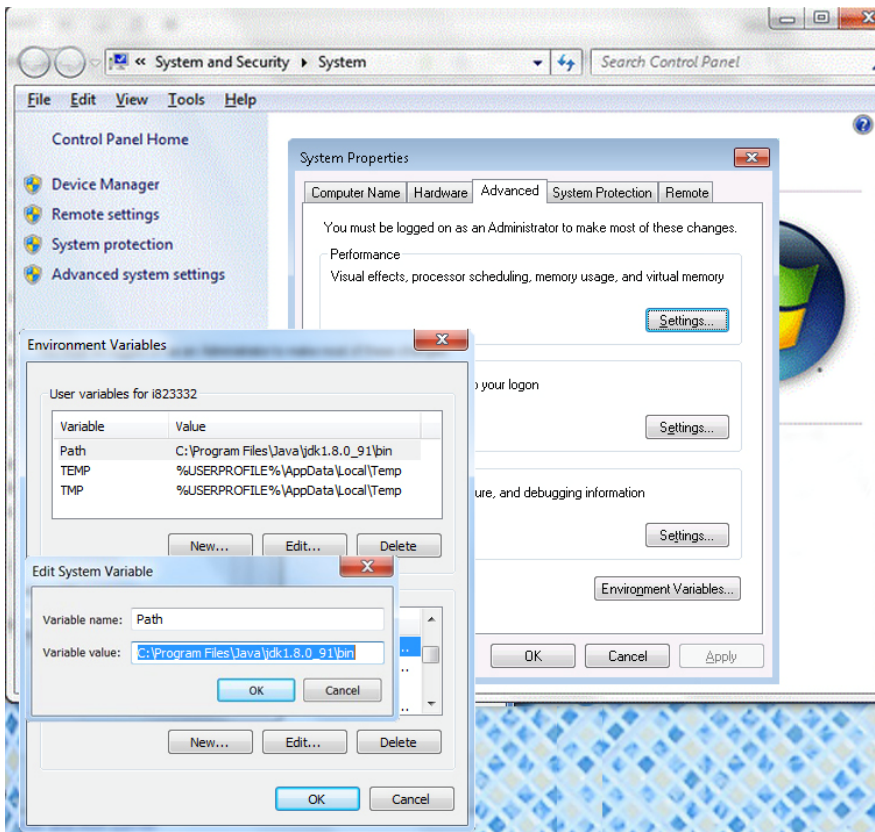 « System and Security ▸ System
Search Control Panel
File Edit View Tools Help
Control Panel Home
Device Manager
Remote settings
System protection
Advanced system settings
System Properties
Computer Name Hardware Advanced System Protection Remote
You must be logged on as an Administrator to make most of these changes.
Performance
Visual effects, processor scheduling, memory usage, and virtual memory
Settings...
your logon
Settings...
ure, and debugging information
Settings...
Environment Variables...
OK Cancel Apply
Environment Variables
User variables for i823332
Variable Value
Path C:\Program Files\Java\jdk1.8.0_91\bin
TEMP %USERPROFILE%\AppData\Local\Temp
TMP %USERPROFILE%\AppData\Local\Temp
New... Edit... Delete
Edit System Variable
Variable name: Path
Variable value: C:\Program Files\Java\jdk1.8.0_91\bin
OK Cancel
New... Edit... Delete
OK Cancel